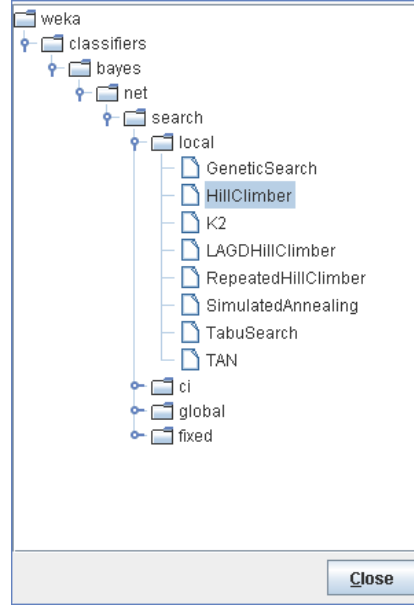 weka
classifiers
bayes
net
search
local
GeneticSearch
HillClimber
K2
LAGDHillClimber
RepeatedHillClimber
SimulatedAnnealing
TabuSearch
TAN
ci
global
fixed
Close